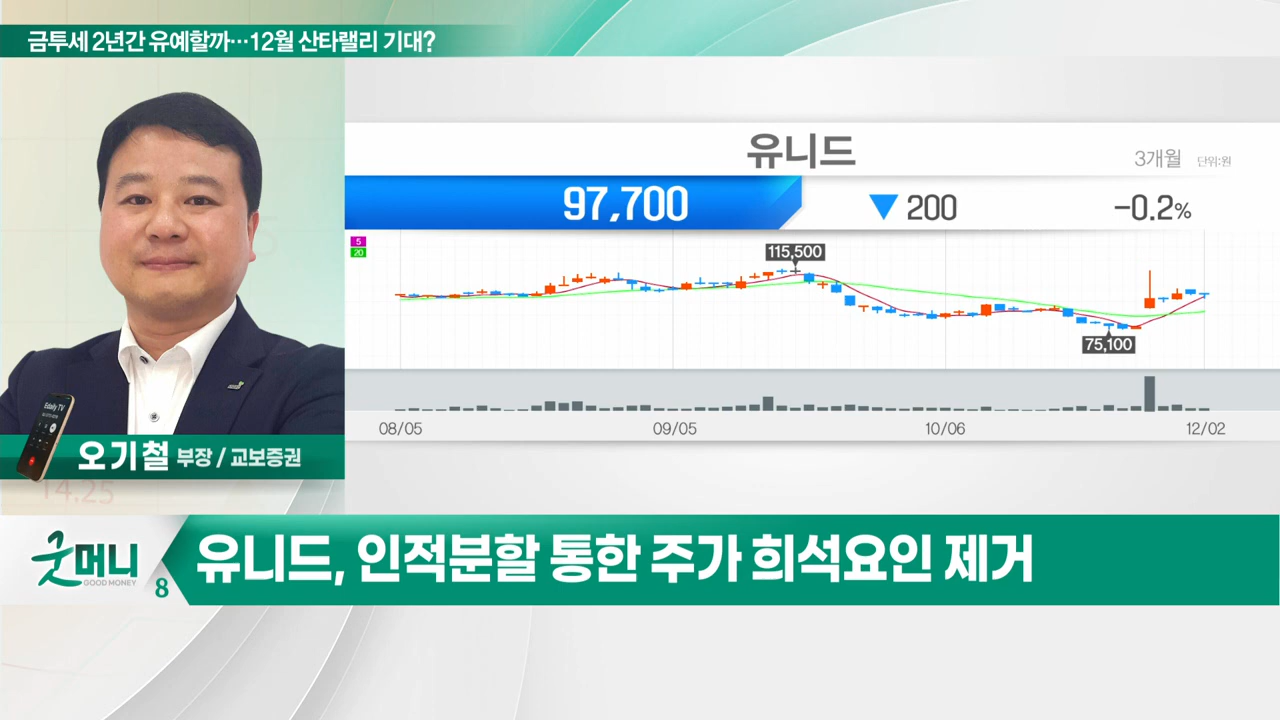 금투세 2년간 유예할까…12월 산타랠리 기대?
유니드
3개월 단위:원
97,700 ▼ 200 -0.2%
5
20
115,500
75,100
08/05 09/05 10/06 12/02
Edaily TV
오기철 부장 / 교보증권
14.25
굿머니
GOOD MONEY
8
유니드, 인적분할 통한 주가 희석요인 제거